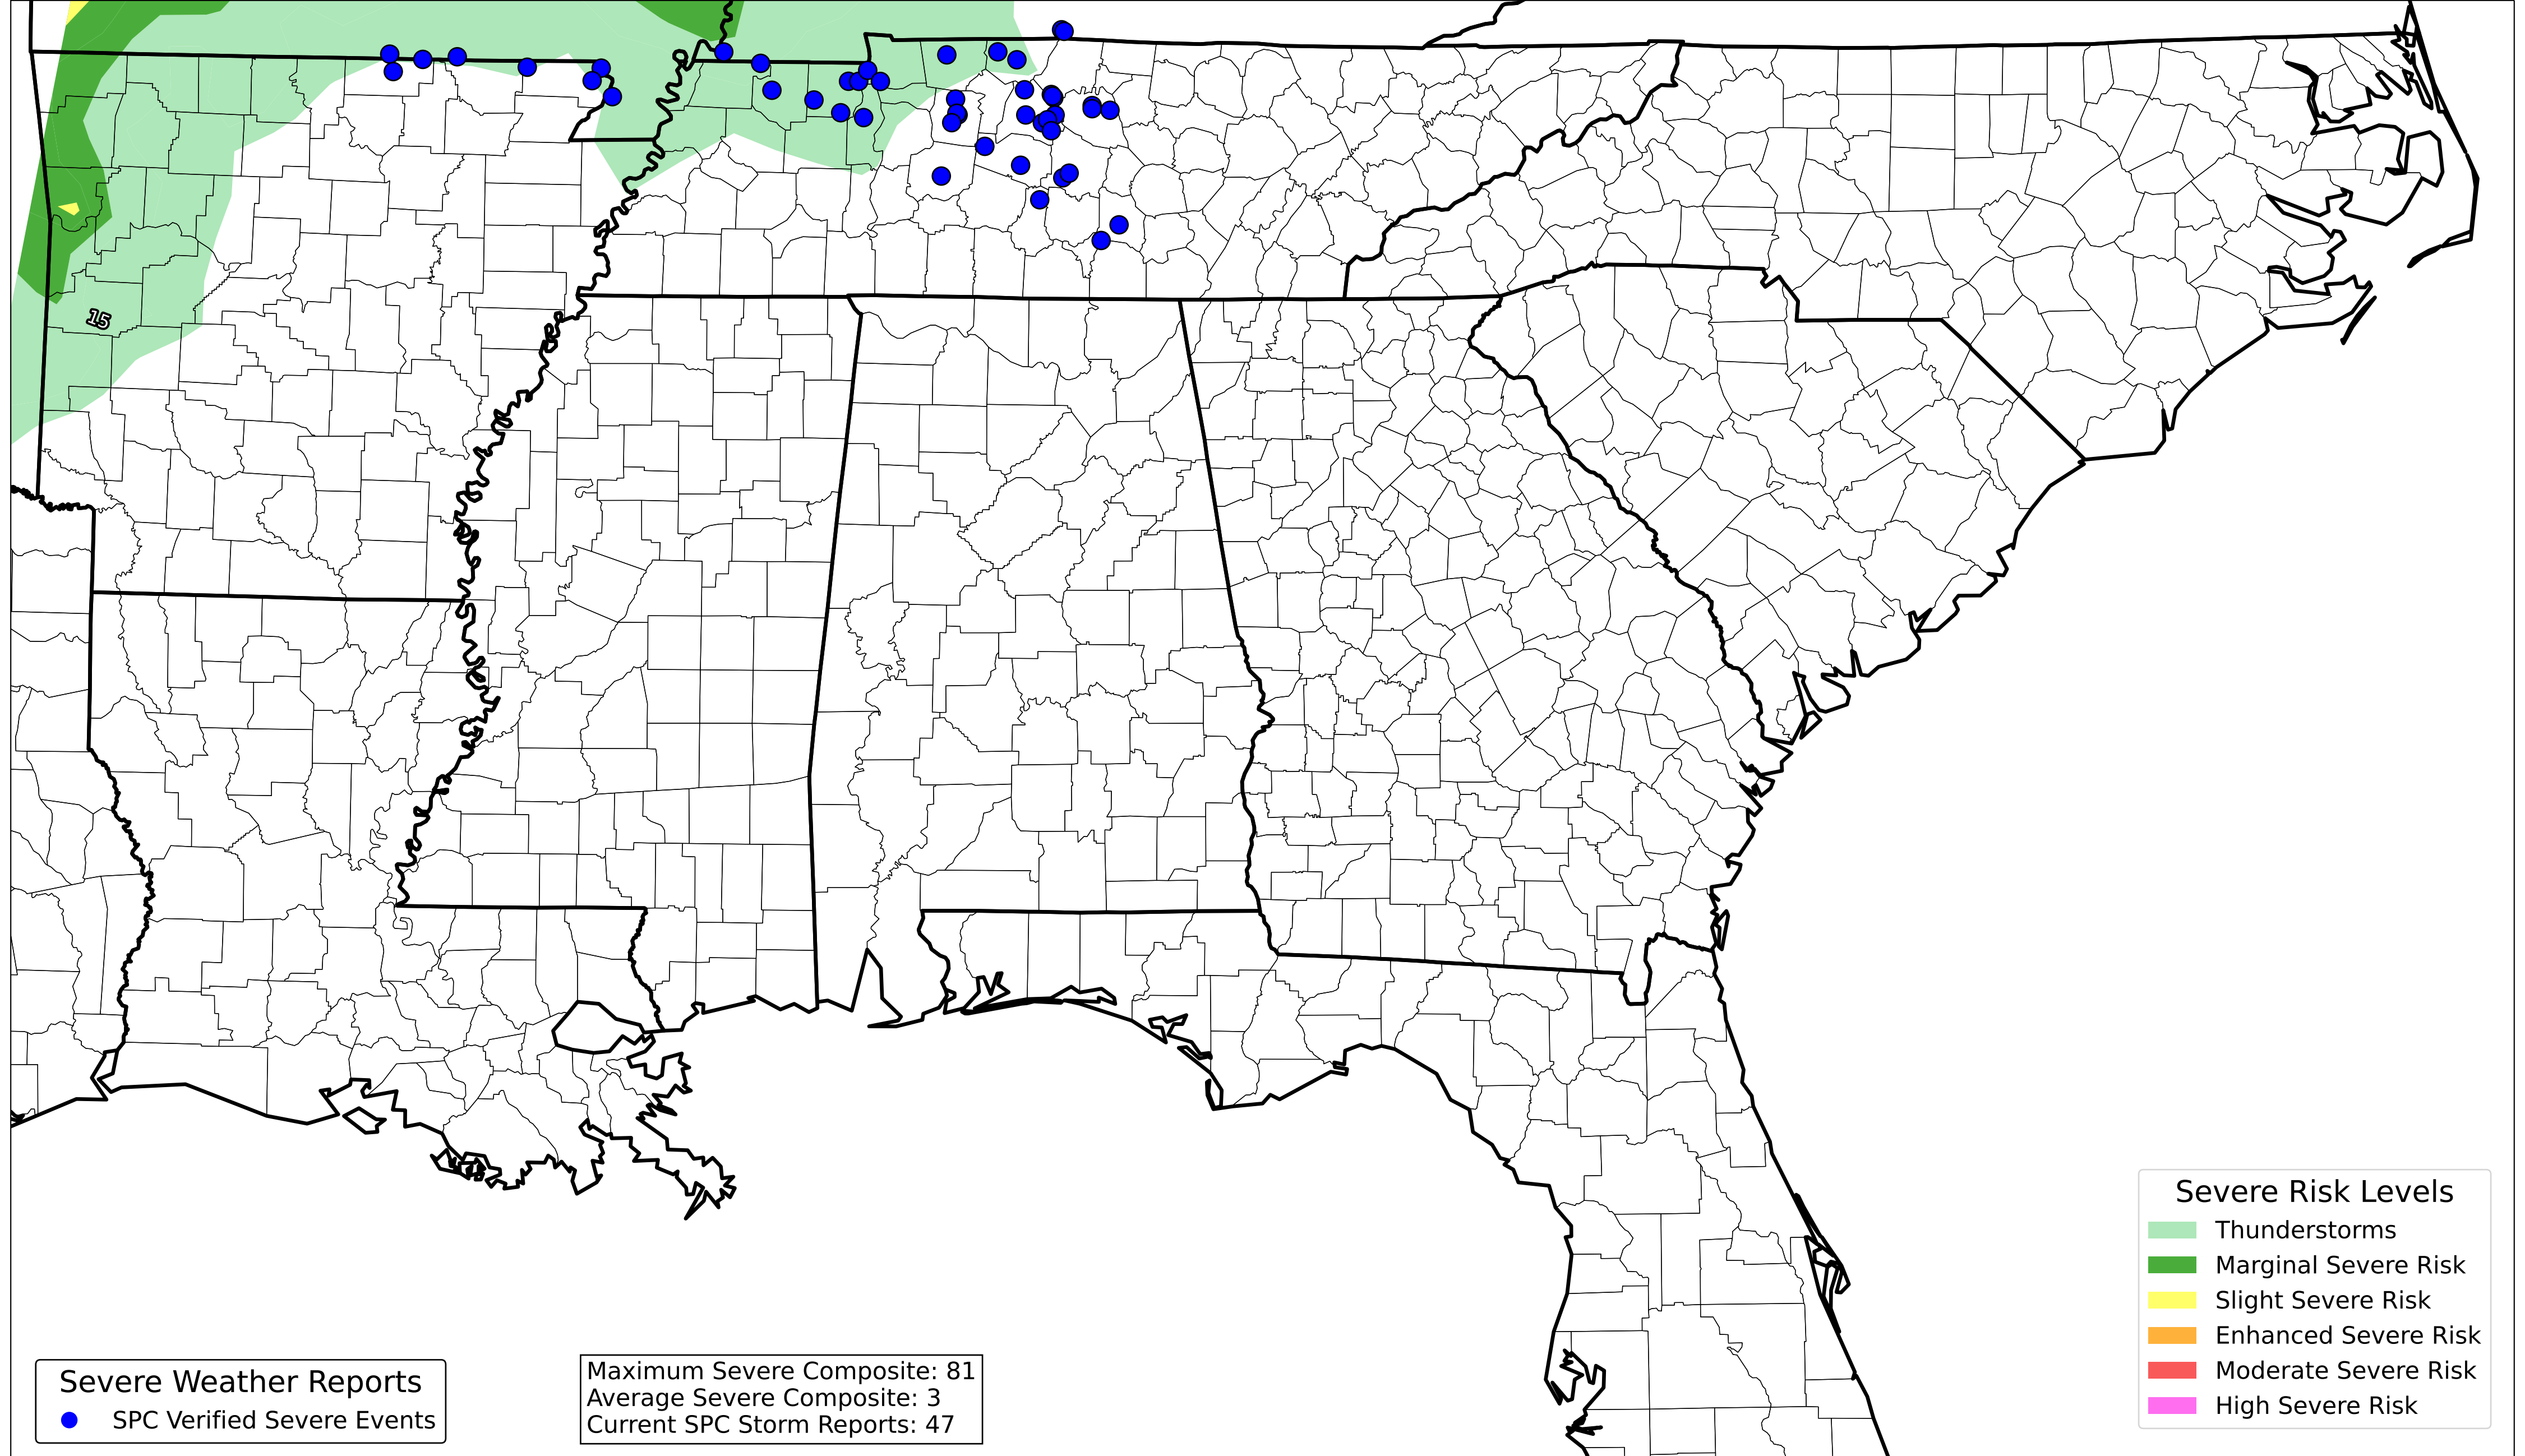 15
Severe Risk Levels
Thunderstorms
Marginal Severe Risk
Slight Severe Risk
Enhanced Severe Risk
Moderate Severe Risk
High Severe Risk
Severe Weather Reports
SPC Verified Severe Events
Maximum Severe Composite: 81
Average Severe Composite: 3
Current SPC Storm Reports: 47